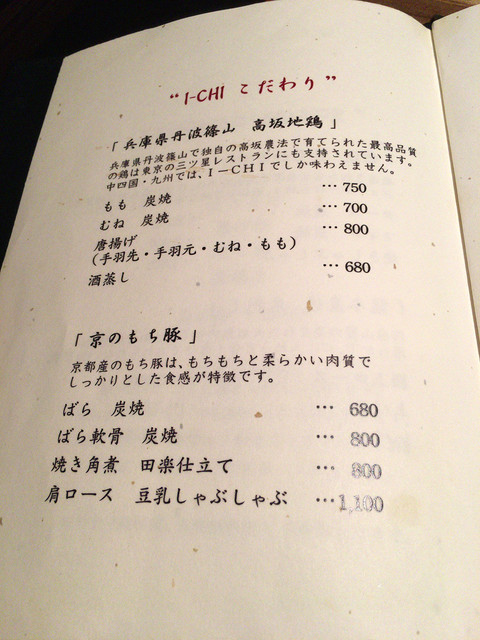 “I-CHI こだわり”
「兵庫県丹波篠山　高坂地鶏」
兵庫県丹波篠山で独自の高坂農法で育てられた最高品質
の鶏は東京の三ツ星レストランにも支持されています。
中四国・九州では、I－CHIでしか味わえません。
もも　炭焼 … 750
むね　炭焼 … 700
唐揚げ … 800
（手羽先・手羽元・むね・もも）
酒蒸し … 680
「京のもち豚」
京都産のもち豚は、もちもちと柔らかい肉質で
しっかりとした食感が特徴です。
ばら　炭焼 … 680
ばら軟骨　炭焼 … 800
焼き角煮　田楽仕立て … 800
肩ロース　豆乳しゃぶしゃぶ … 1,100